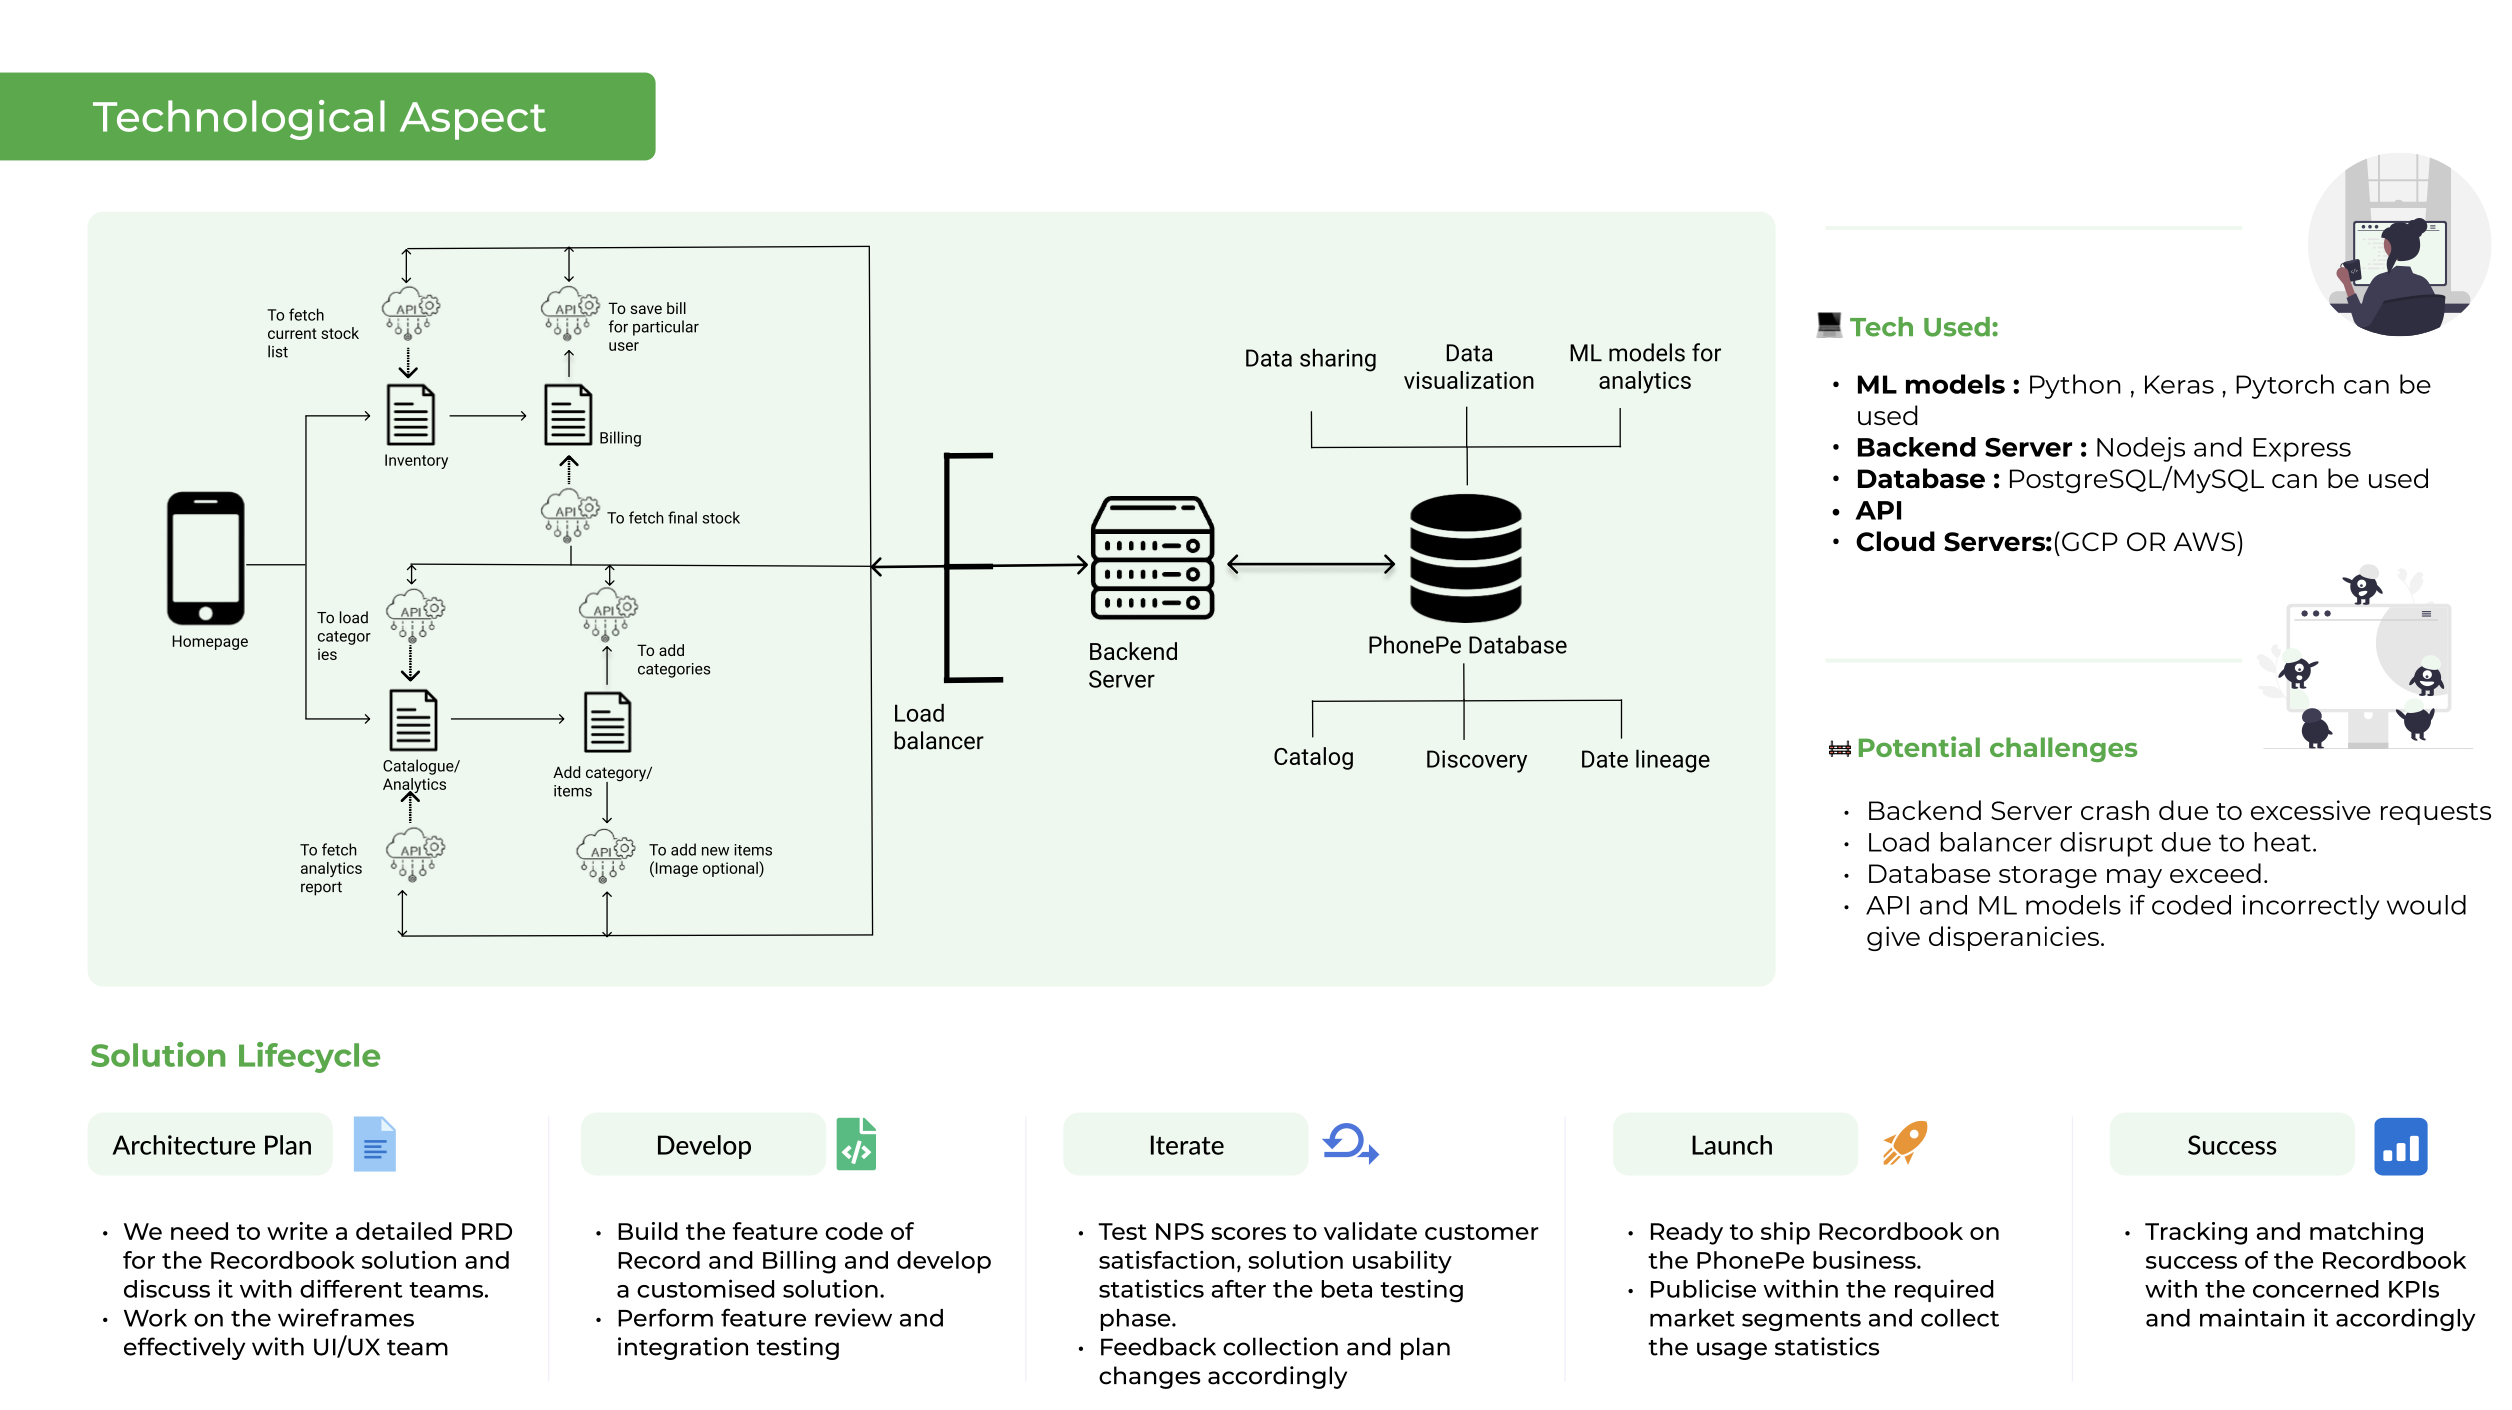 Technological Aspect
To fetch
current stock
list
API
API
To save bill
for particular
user
Inventory
Billing
API
To fetch final stock
Homepage
To load
categor
ies
API
API
To add
categories
Catalogue/
Analytics
Add category/
items
To fetch
analytics
report
API
API
To add new items
(Image optional)
Load
balancer
Backend
Server
Data sharing
Data
visualization
ML models for
analytics
PhonePe Database
Catalog
Discovery
Date lineage
Tech Used:
• ML models : Python , Keras , Pytorch can be
used
• Backend Server : Nodejs and Express
• Database : PostgreSQL/MySQL can be used
• API
• Cloud Servers:(GCP OR AWS)
Potential challenges
• Backend Server crash due to excessive requests
• Load balancer disrupt due to heat.
• Database storage may exceed.
• API and ML models if coded incorrectly would
give disperanicies.
Solution Lifecycle
Architecture Plan
• We need to write a detailed PRD
for the Recordbook solution and
discuss it with different teams.
• Work on the wireframes
effectively with UI/UX team
Develop
• Build the feature code of
Record and Billing and develop
a customised solution.
• Perform feature review and
integration testing
Iterate
• Test NPS scores to validate customer
satisfaction, solution usability
statistics after the beta testing
phase.
• Feedback collection and plan
changes accordingly
Launch
• Ready to ship Recordbook on
the PhonePe business.
• Publicise within the required
market segments and collect
the usage statistics
Success
• Tracking and matching
success of the Recordbook
with the concerned KPIs
and maintain it accordingly